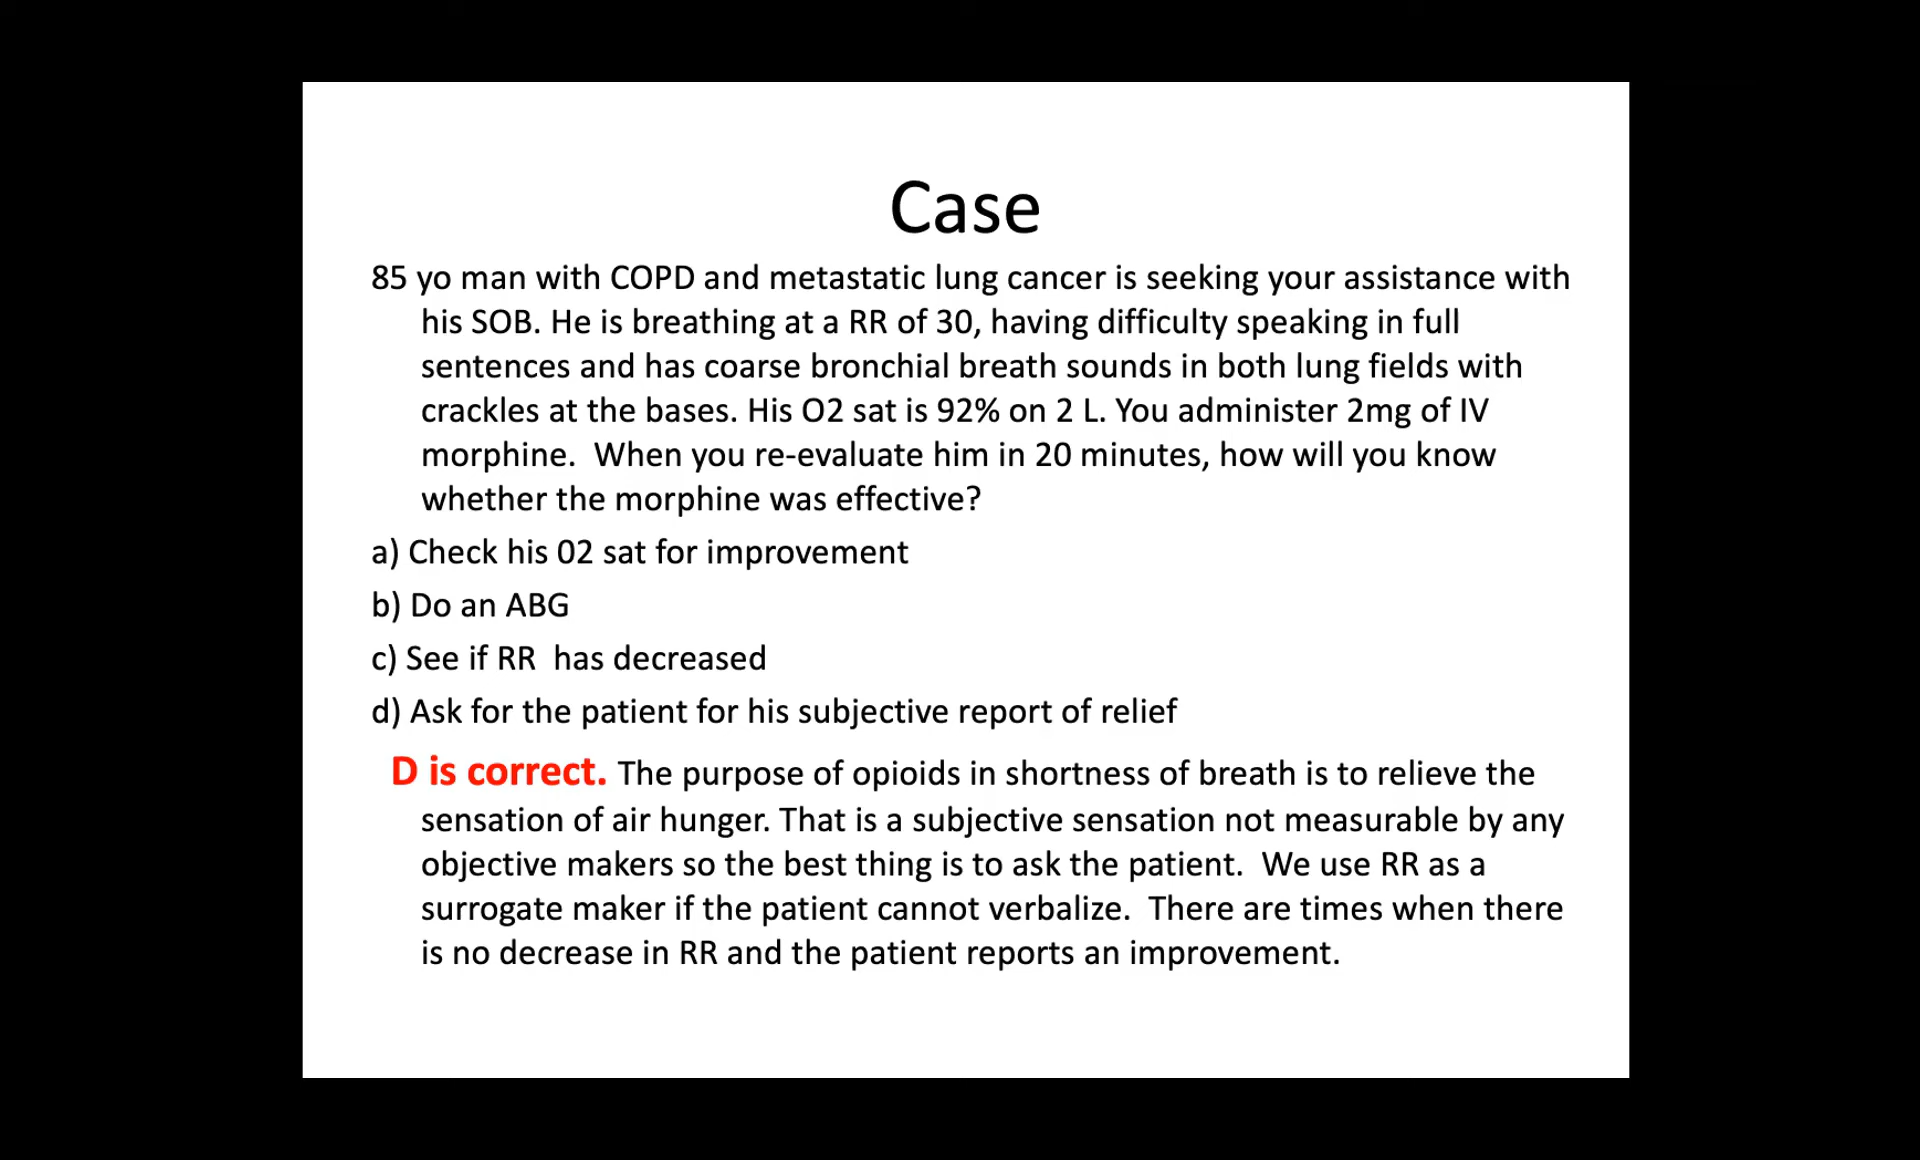 Case
85 yo man with COPD and metastatic lung cancer is seeking your assistance with
his SOB. He is breathing at a RR of 30, having difficulty speaking in full
sentences and has coarse bronchial breath sounds in both lung fields with
crackles at the bases. His O2 sat is 92% on 2 L. You administer 2mg of IV
morphine.  When you re-evaluate him in 20 minutes, how will you know
whether the morphine was effective?
a) Check his 02 sat for improvement
b) Do an ABG
c) See if RR  has decreased
d) Ask for the patient for his subjective report of relief
D is correct. The purpose of opioids in shortness of breath is to relieve the
sensation of air hunger. That is a subjective sensation not measurable by any
objective makers so the best thing is to ask the patient.  We use RR as a
surrogate maker if the patient cannot verbalize.  There are times when there
is no decrease in RR and the patient reports an improvement.